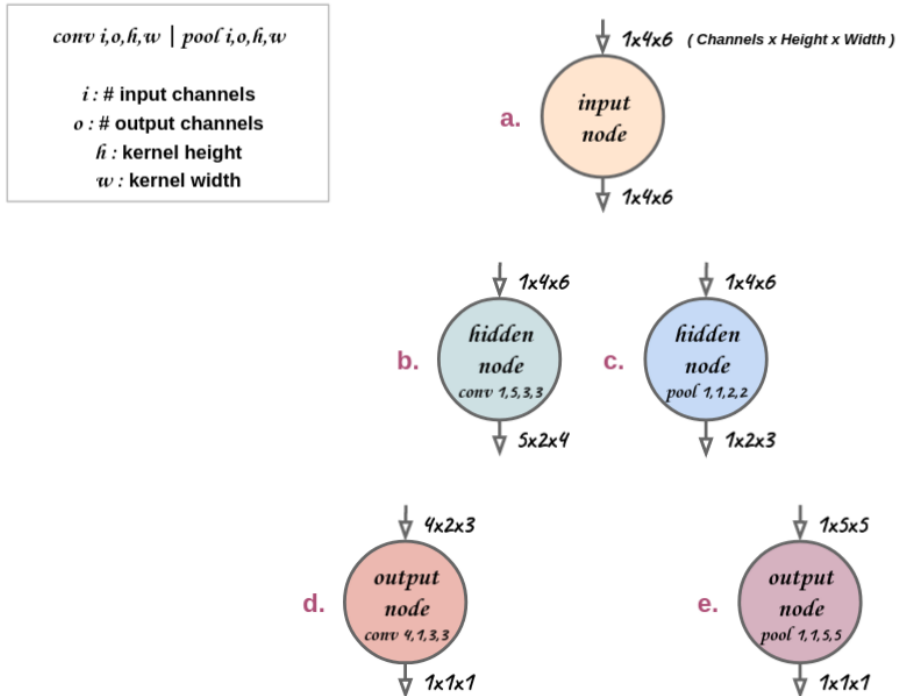 conv i,o,h,w | pool i,o,h,w
i : # input channels
o : # output channels
h : kernel height
w : kernel width
1x4x6 ( Channels x Height x Width )
a.
input
node
1x4x6
1x4x6
b.
hidden
node
conv 1,5,3,3
5x2x4
1x4x6
c.
hidden
node
pool 1,1,2,2
1x2x3
4x2x3
d.
output
node
conv 4,1,3,3
1x1x1
1x5x5
e.
output
node
pool 1,1,5,5
1x1x1